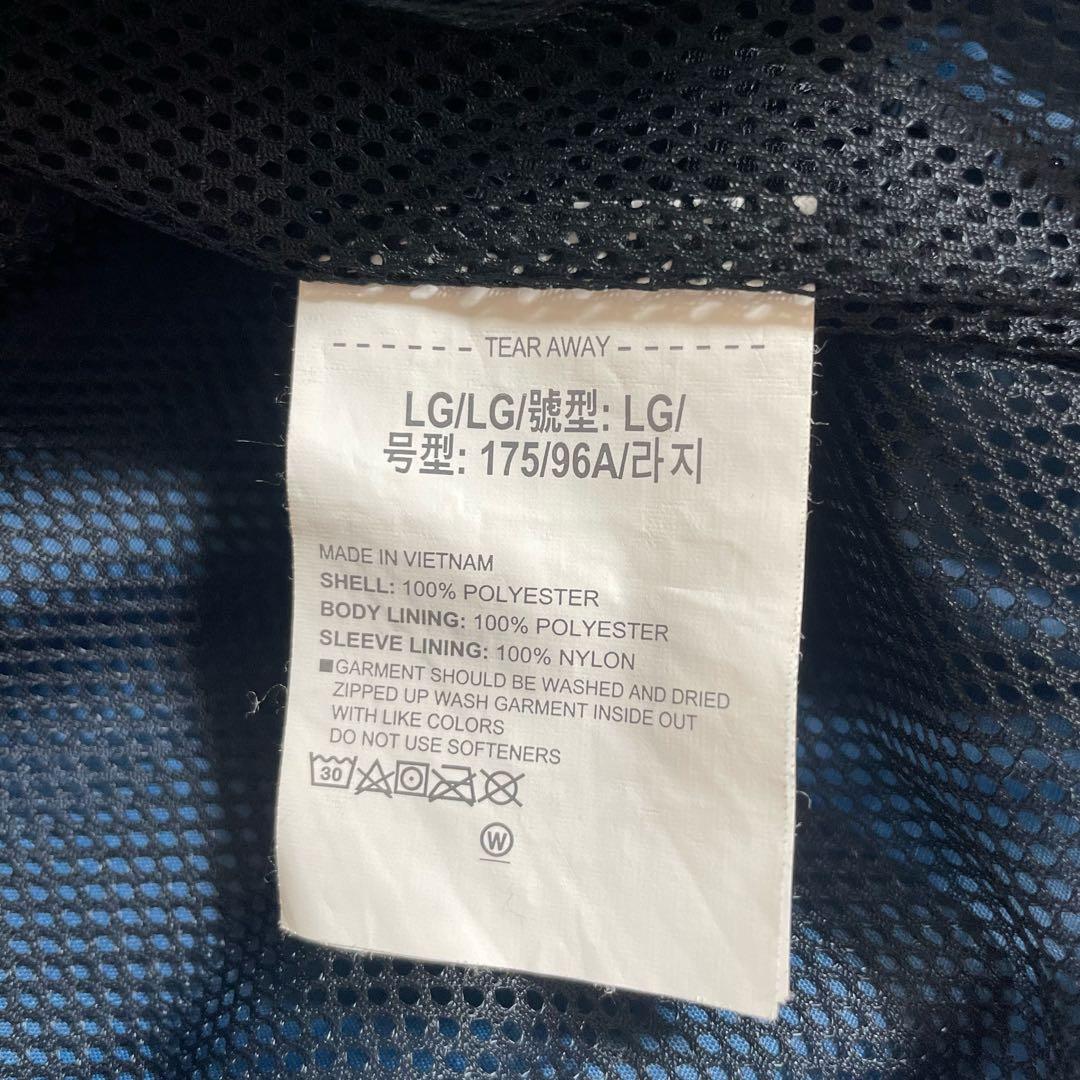 ------ TEAR AWAY ------
LG/LG/號型: LG/
号型: 175/96A/라지
MADE IN VIETNAM
SHELL: 100% POLYESTER
BODY LINING: 100% POLYESTER
SLEEVE LINING: 100% NYLON
■GARMENT SHOULD BE WASHED AND DRIED
ZIPPED UP WASH GARMENT INSIDE OUT
WITH LIKE COLORS
DO NOT USE SOFTENERS
30
W